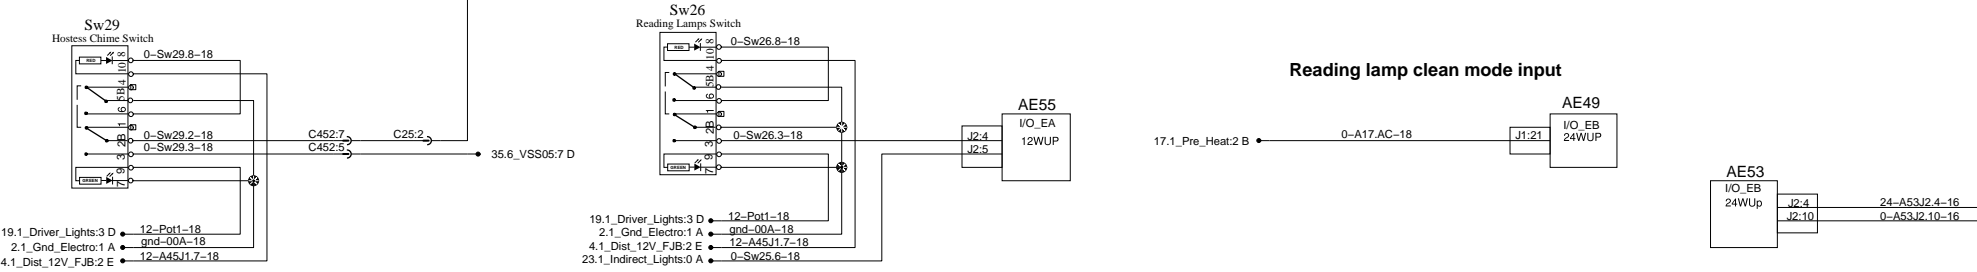 Sw29
Hostess Chime Switch
RED
8
10
4
5B
6
1
2B
3
9
7
GREEN
0-Sw29.8-18
0-Sw29.2-18
0-Sw29.3-18
C452:7
C25:2
C452:5
35.6_VSS05:7 D
19.1_Driver_Lights:3 D
12-Pot1-18
2.1_Gnd_Electro:1 A
gnd-00A-18
4.1_Dist_12V_FJB:2 E
12-A45J1.7-18
Sw26
Reading Lamps Switch
RED
8
10
4
5B
6
1
2B
3
9
7
GREEN
0-Sw26.8-18
0-Sw26.3-18
AE55
I/O_EA
12WUP
J2:4
J2:5
19.1_Driver_Lights:3 D
12-Pot1-18
2.1_Gnd_Electro:1 A
gnd-00A-18
4.1_Dist_12V_FJB:2 E
12-A45J1.7-18
23.1_Indirect_Lights:0 A
0-Sw25.6-18
Reading lamp clean mode input
17.1_Pre_Heat:2 B
0-A17.AC-18
AE49
J1:21
I/O_EB
24WUP
AE53
I/O_EB
24WUp
J2:4
J2:10
24-A53J2.4-16
0-A53J2.10-16